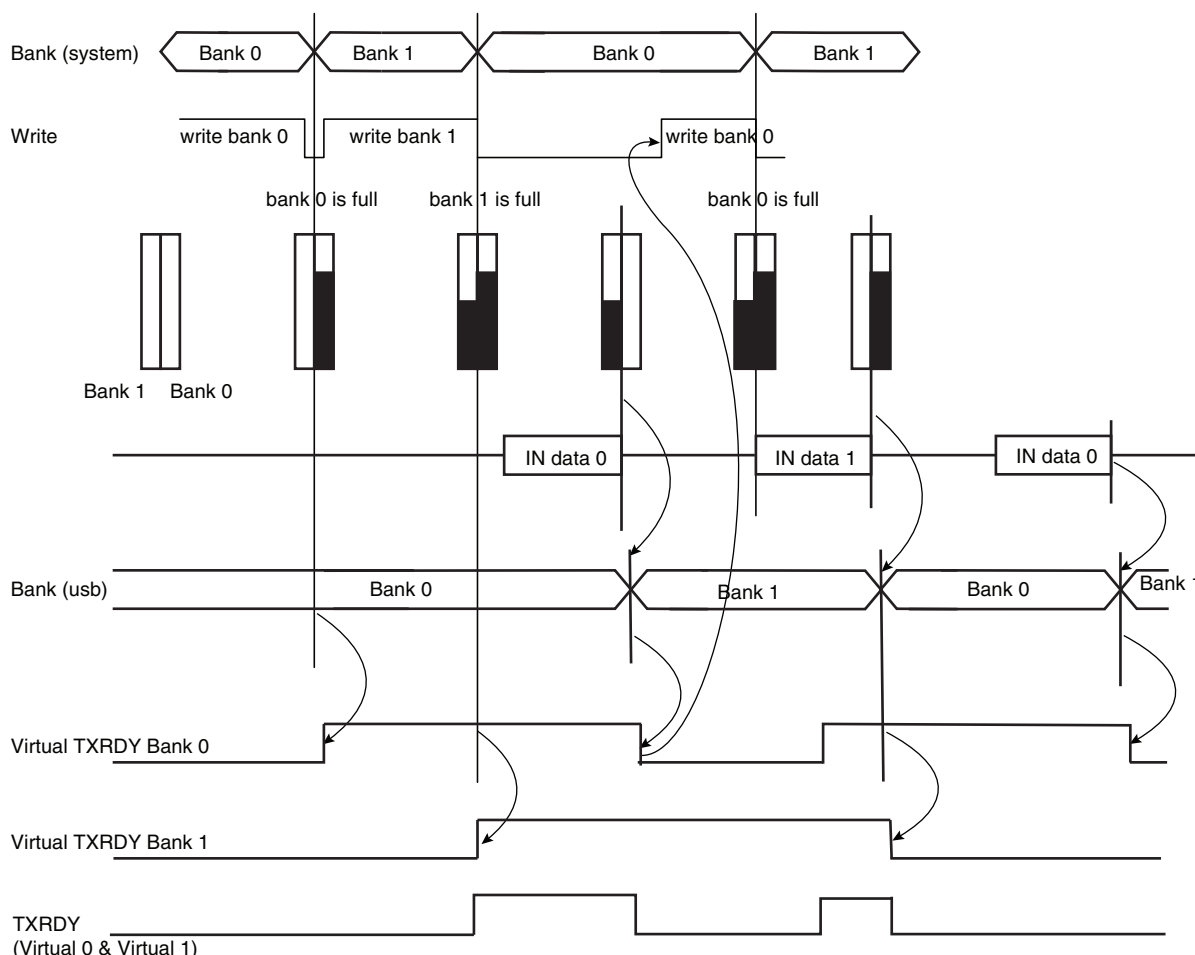 Bank (system)
Bank 0
Bank 1
Bank 0
Bank 1
Write
write bank 0
write bank 1
write bank 0
bank 0 is full
bank 1 is full
bank 0 is full
Bank 1
Bank 0
IN data 0
IN data 1
IN data 0
Bank (usb)
Bank 0
Bank 1
Bank 0
Bank 1
Virtual TXRDY Bank 0
Virtual TXRDY Bank 1
TXRDY
(Virtual 0 & Virtual 1)